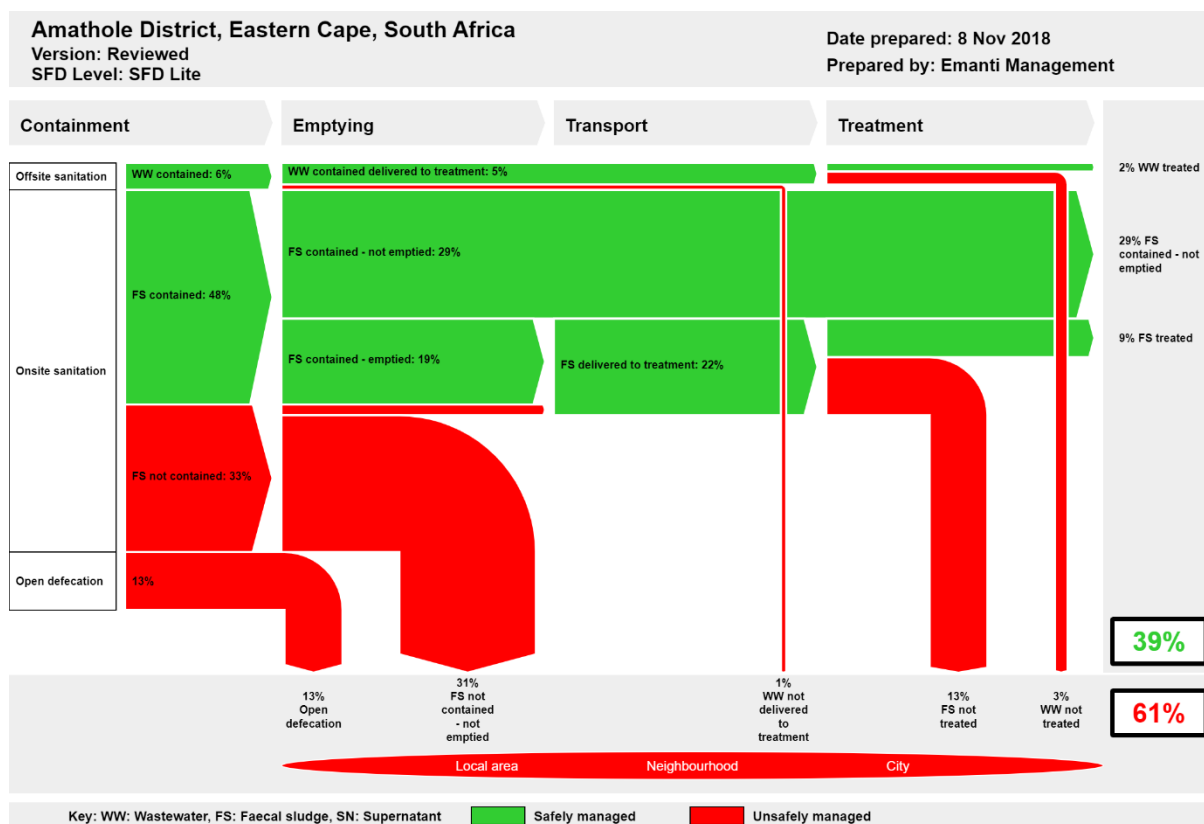 Amathole District, Eastern Cape, South Africa
Version: Reviewed
SFD Level: SFD Lite
Date prepared: 8 Nov 2018
Prepared by: Emanti Management
Containment
Emptying
Transport
Treatment
Offsite sanitation
WW contained: 6%
WW contained delivered to treatment: 5%
2% WW treated
Onsite sanitation
FS contained: 48%
FS contained - not emptied: 29%
29% FS
contained - not
emptied
FS contained - emptied: 19%
FS delivered to treatment: 22%
9% FS treated
FS not contained: 33%
Open defecation
13%
39%
13%
Open
defecation
31%
FS not
contained
- not
emptied
1%
WW not
delivered
to
treatment
13%
FS not
treated
3%
WW not
treated
61%
Local area
Neighbourhood
City
Key: WW: Wastewater, FS: Faecal sludge, SN: Supernatant
Safely managed
Unsafely managed